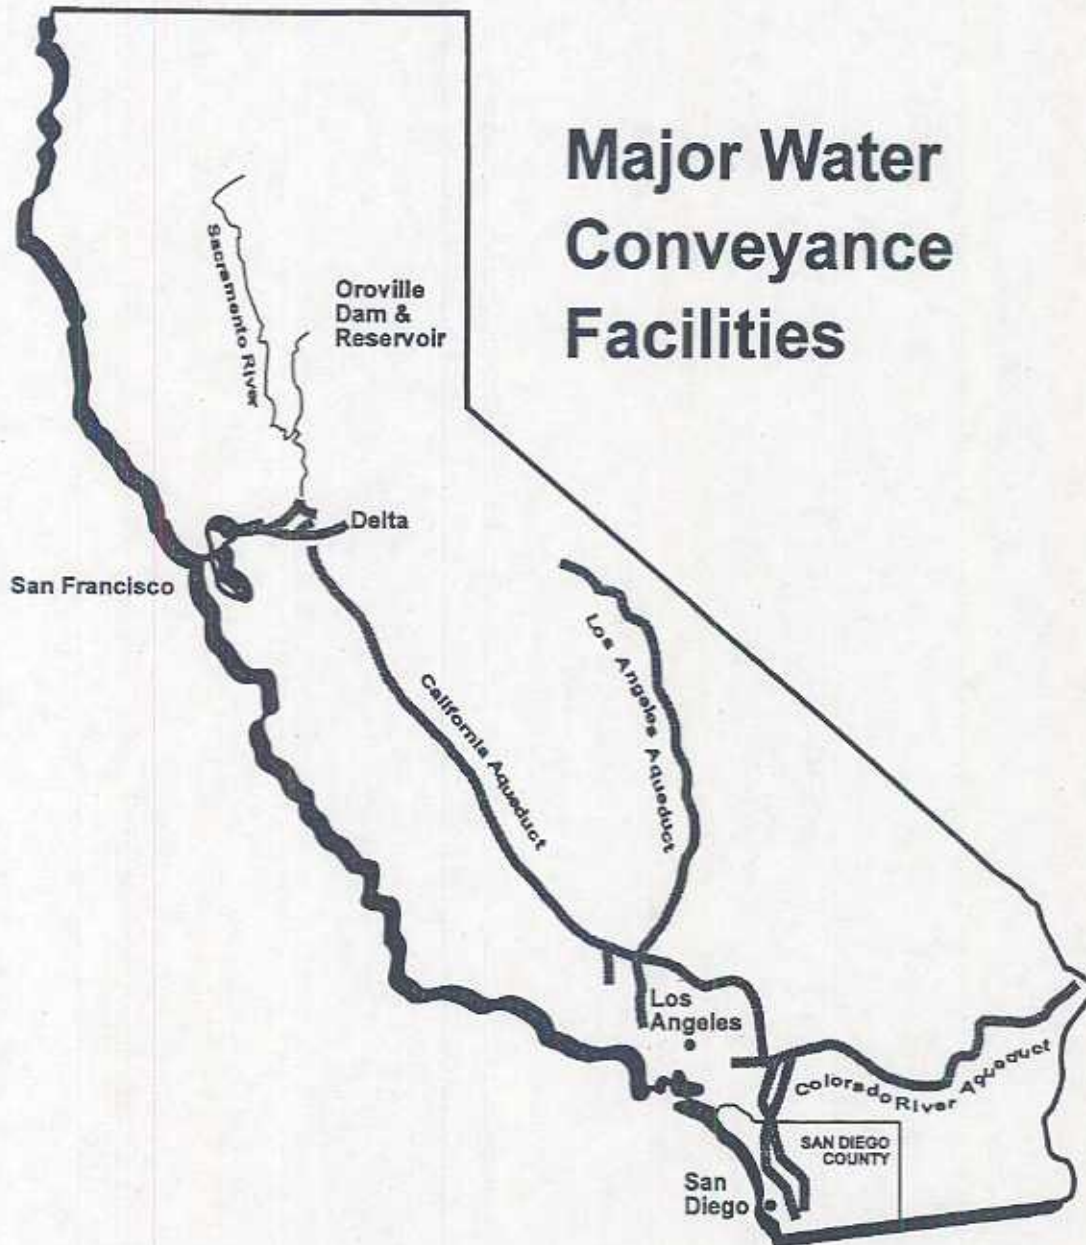 Major Water
Conveyance
Facilities
Sacramento River
Oroville
Dam &
Reservoir
Delta
San Francisco
California Aqueduct
Los Angeles Aqueduct
Los
Angeles
Colorado River Aqueduct
SAN DIEGO
COUNTY
San
Diego